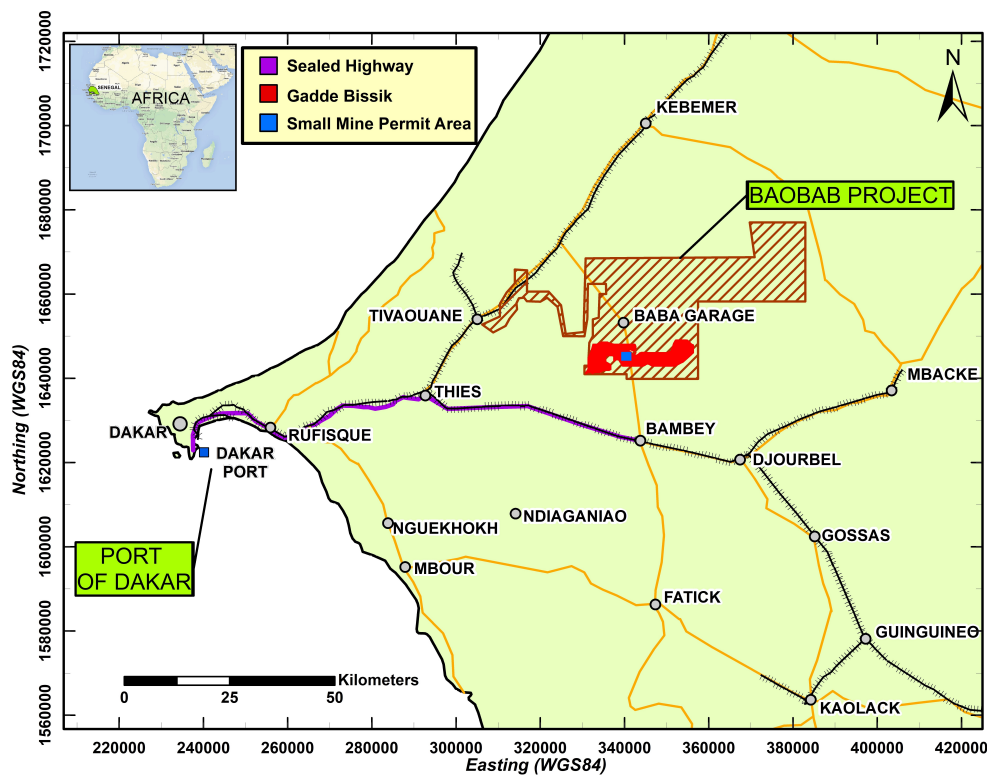 SENEGAL
AFRICA
Sealed Highway
Gadde Bissik
Small Mine Permit Area
N
KEBEMER
BAOBAB PROJECT
TIVAOUANE
BABA GARAGE
MBACKE
THIES
DAKAR
RUFISQUE
BAMBEY
DAKAR
PORT
DJOURBEL
NGUEKHOKH
NDIAGANIAO
GOSSAS
PORT
OF DAKAR
MBOUR
FATICK
GUINGUINEO
KAOLACK
Kilometers
0 25 50
1720000
1700000
1680000
1660000
1640000
1620000
1600000
1580000
1560000
Northing (WGS84)
220000 240000 260000 280000 300000 320000 340000 360000 380000 400000 420000
Easting (WGS84)